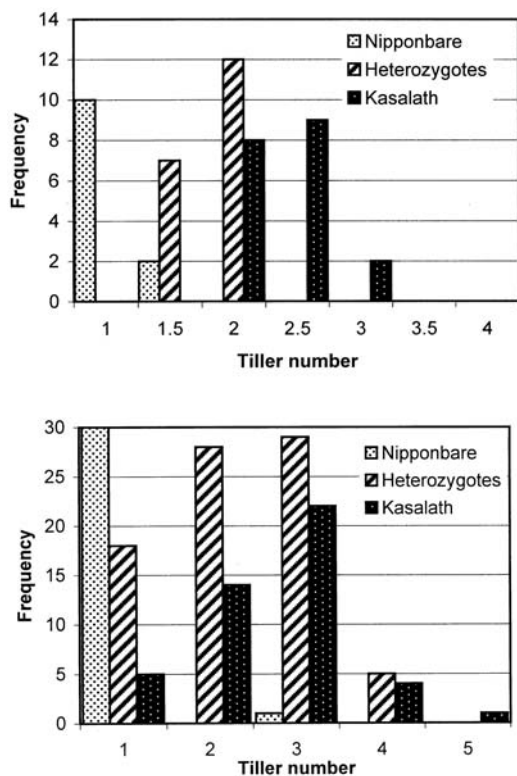 14
12
10
8
6
4
2
0
Frequency
Nipponbare
Heterozygotes
Kasalath
1 1.5 2 2.5 3 3.5 4
Tiller number
30
25
20
15
10
5
0
Frequency
Nipponbare
Heterozygotes
Kasalath
1 2 3 4 5
Tiller number